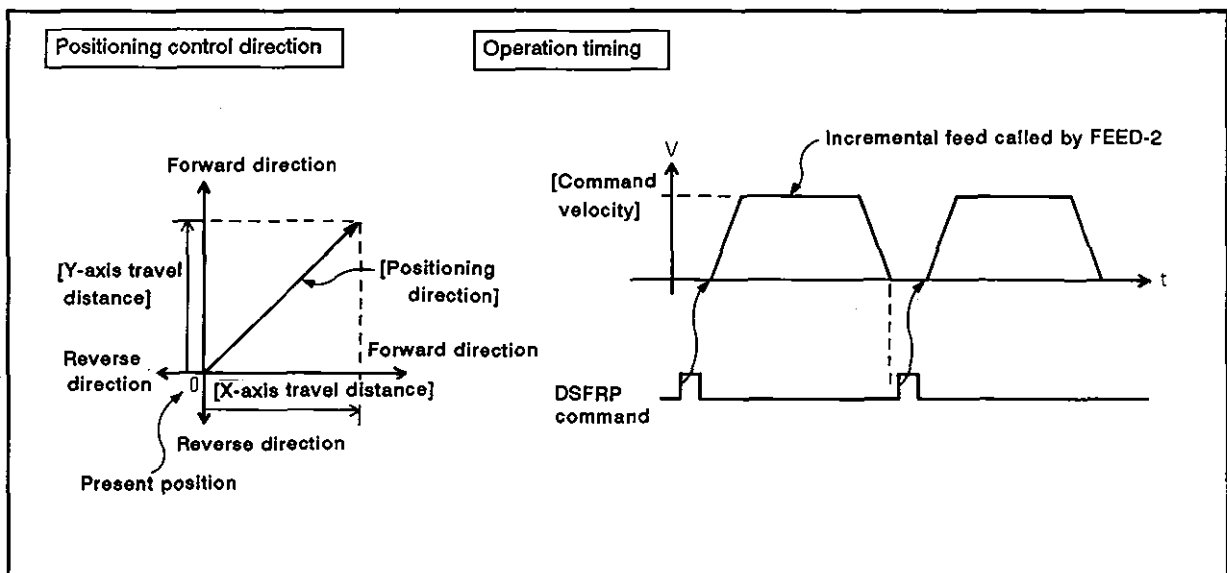 Positioning control direction
Operation timing
Forward direction
[Y-axis travel
distance]
[Positioning
direction]
Reverse
direction
0
Forward direction
[X-axis travel distance]
Reverse direction
Present position
V
Incremental feed called by FEED-2
[Command
velocity]
t
DSFRP
command